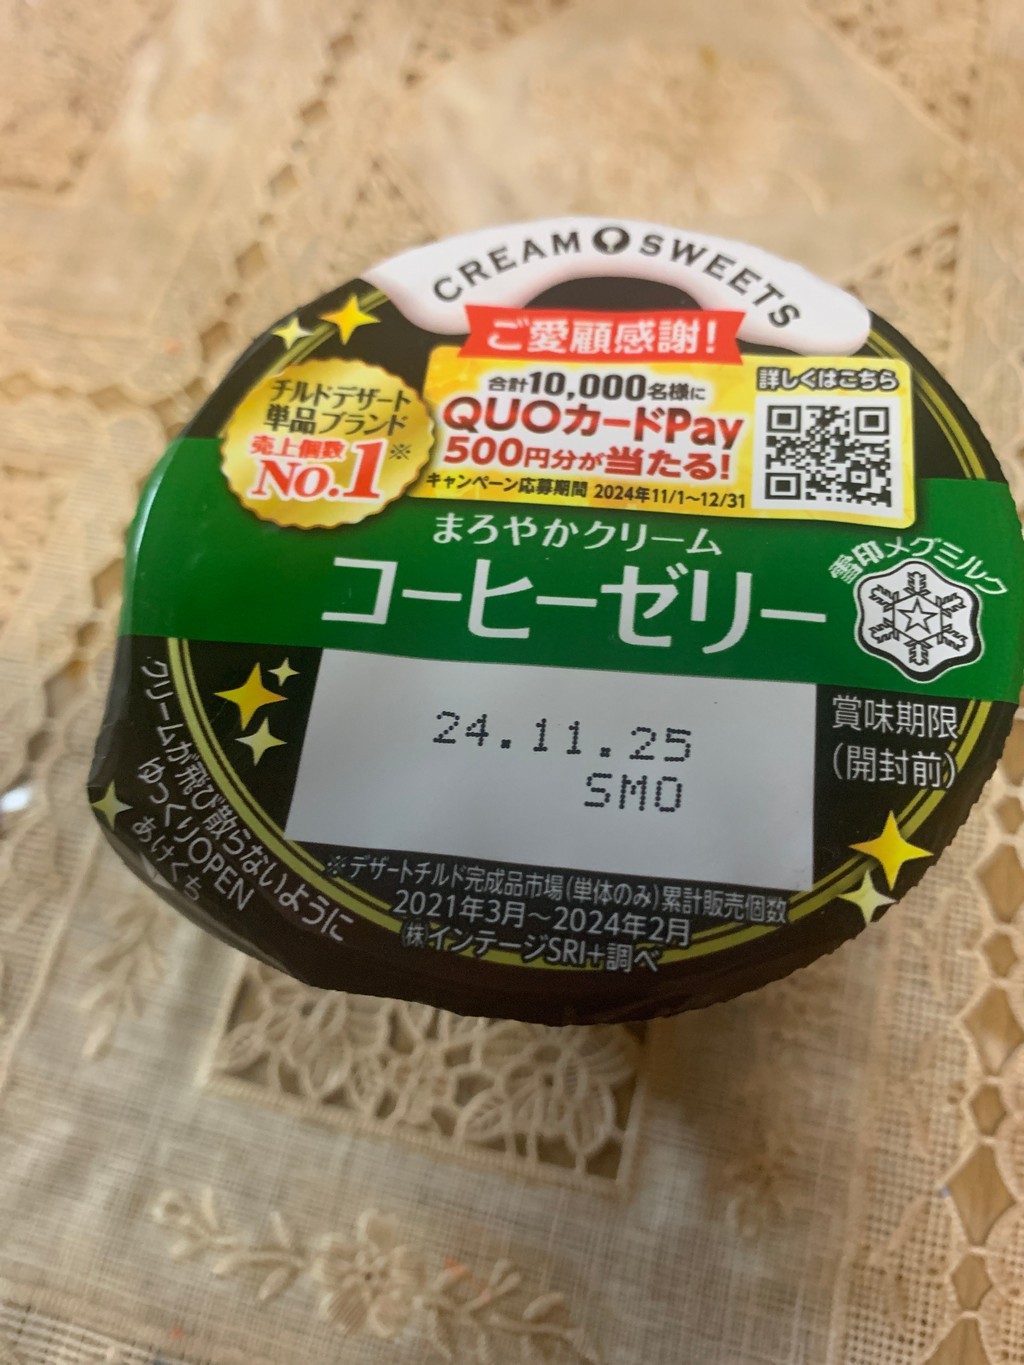 CREAM SWEETS
ご愛顧感謝!
合計10,000名様に
QUOカードPay
500円分が当たる!
キャンペーン応募期間 2024年11/1~12/31
詳しくはこちら
チルドデザート
単品ブランド
売上個数
No.1※
まろやかクリーム
コーヒーゼリー
雪印メグミルク
24.11.25
SMO
賞味期限
(開封前)
クリームが飛び散らないように
ゆっくりOPEN
あけくち
※デザートチルド完成品市場(単体のみ)累計販売個数
2021年3月~2024年2月
㈱インテージSRI+調べ